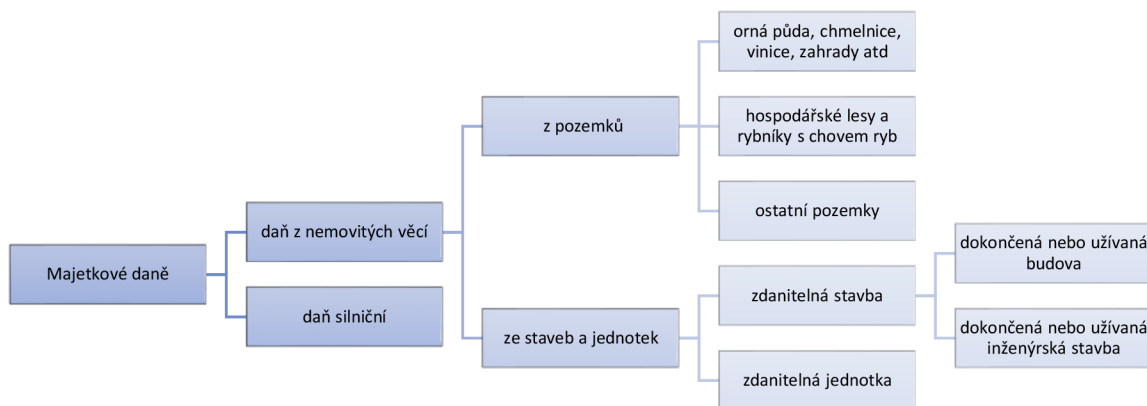 Majetkové daně
daň z nemovitých věcí
z pozemků
orná půda, chmelnice,
vinice, zahrady atd
hospodářské lesy a
rybníky s chovem ryb
ostatní pozemky
ze staveb a jednotek
zdanitelná stavba
dokončená nebo užívaná
budova
dokončená nebo užívaná
inženýrská stavba
zdanitelná jednotka
daň silniční